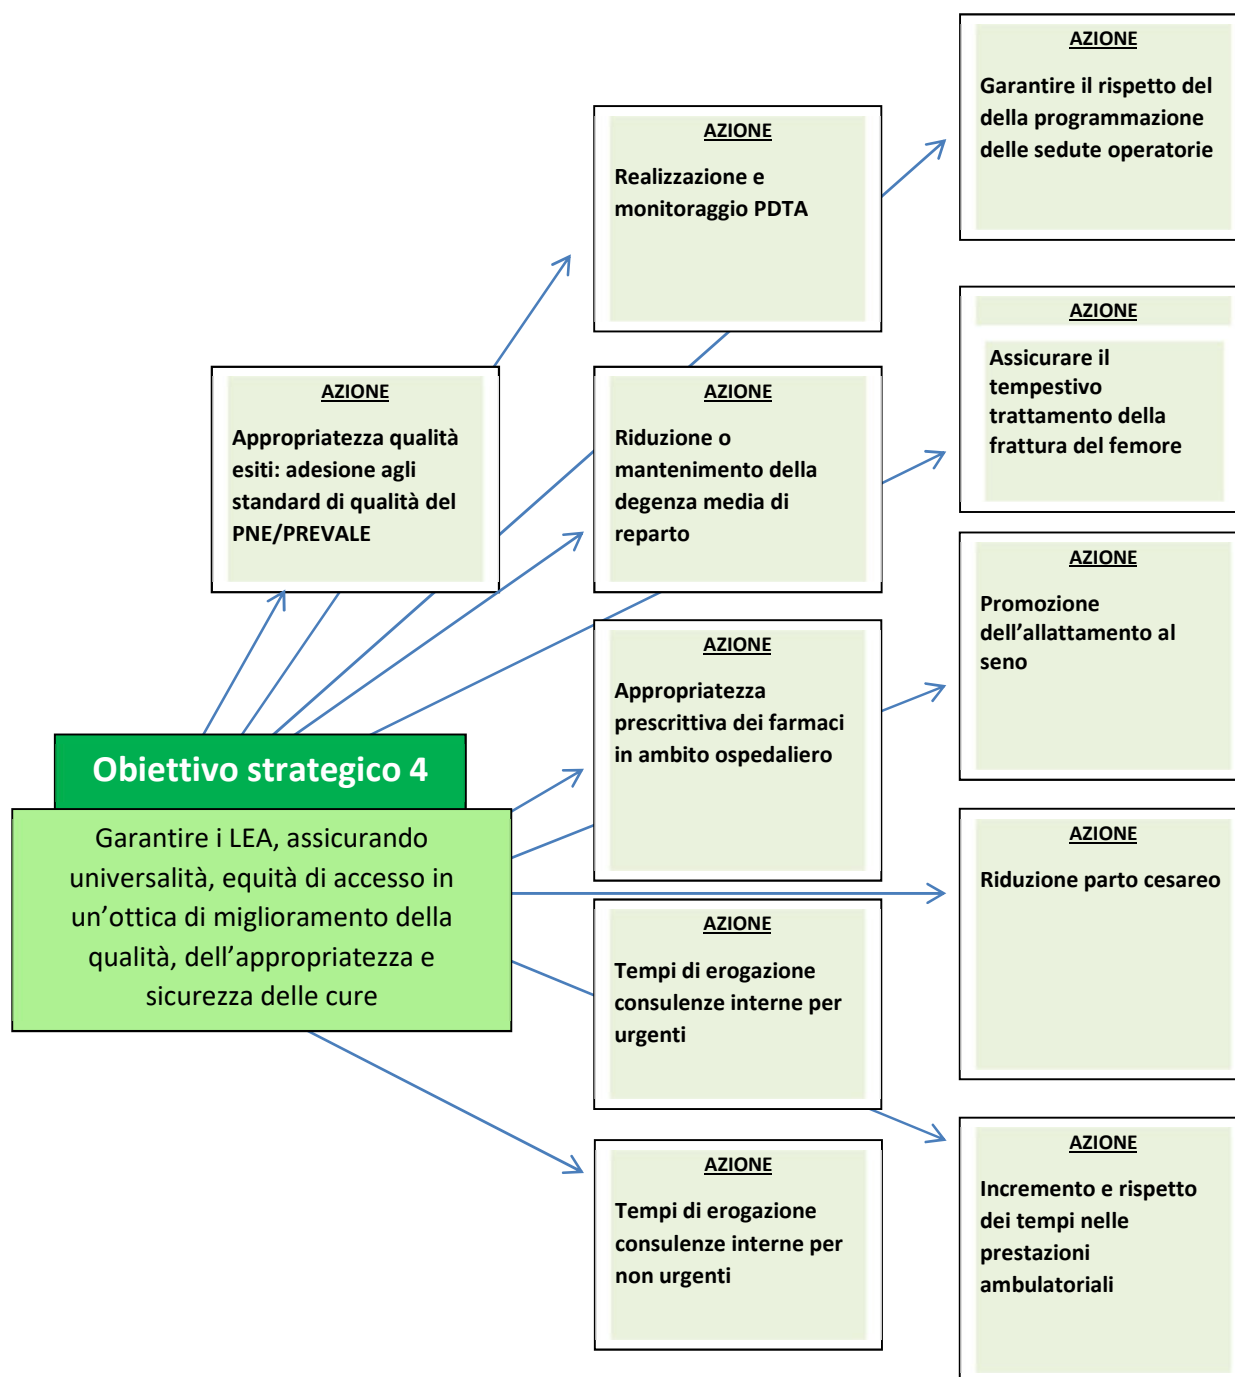 AZIONE
Garantire il rispetto del
della programmazione
delle sedute operatorie
AZIONE
Realizzazione e
monitoraggio PDTA
AZIONE
Assicurare il
tempestivo
trattamento della
frattura del femore
AZIONE
Appropriatezza qualità
esiti: adesione agli
standard di qualità del
PNE/PREVALE
AZIONE
Riduzione o
mantenimento della
degenza media di
reparto
AZIONE
Promozione
dell’allattamento al
seno
AZIONE
Appropriatezza
prescrittiva dei farmaci
in ambito ospedaliero
Obiettivo strategico 4
Garantire i LEA, assicurando
universalità, equità di accesso in
un’ottica di miglioramento della
qualità, dell’appropriatezza e
sicurezza delle cure
AZIONE
Riduzione parto cesareo
AZIONE
Tempi di erogazione
consulenze interne per
urgenti
AZIONE
Tempi di erogazione
consulenze interne per
non urgenti
AZIONE
Incremento e rispetto
dei tempi nelle
prestazioni
ambulatoriali